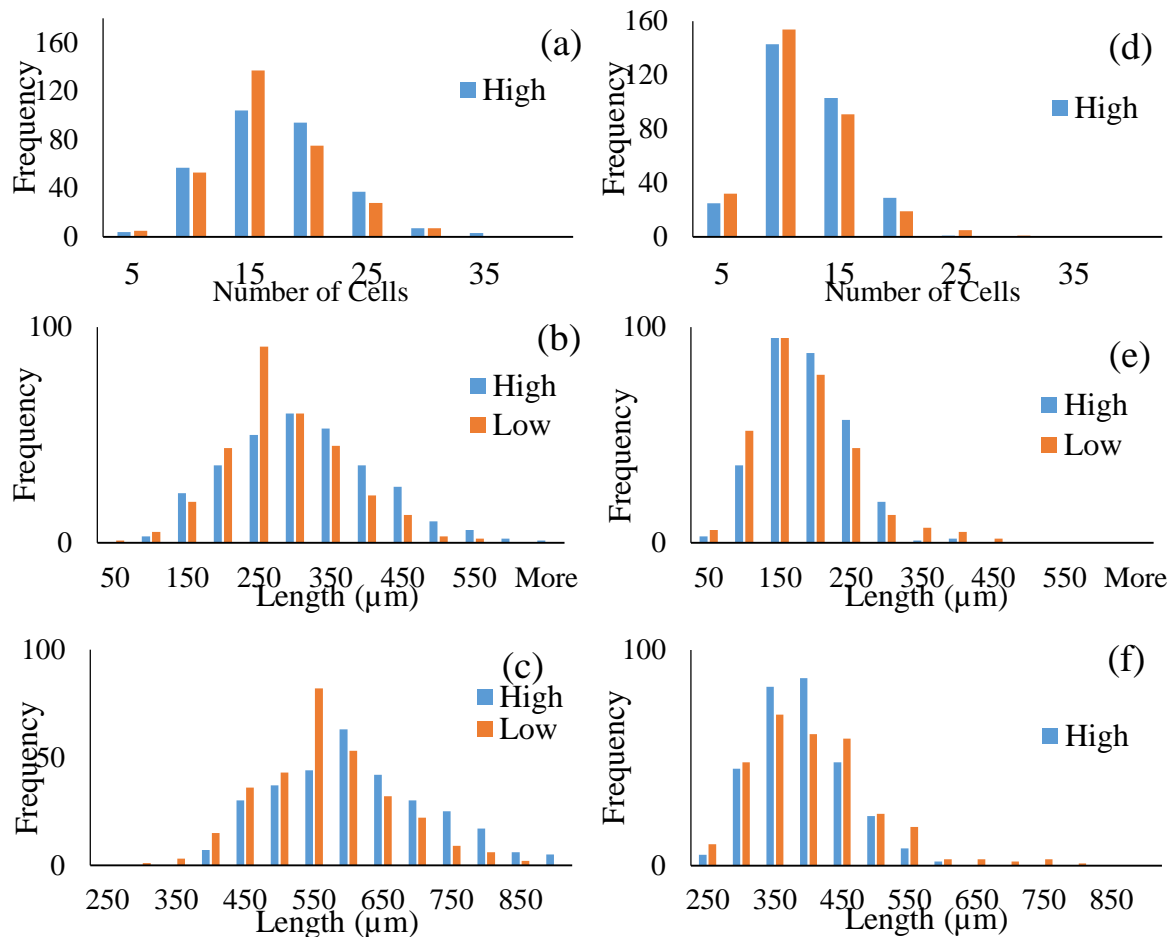 (a)
Frequency
160
120
80
40
0
High
5 15 25 35
Number of Cells
(d)
Frequency
160
120
80
40
0
High
5 15 25 35
Number of Cells
(b)
Frequency
100
0
High
Low
50 150 250 350 450 550 More
Length (µm)
(e)
Frequency
100
0
High
Low
50 150 250 350 450 550 More
Length (µm)
(c)
Frequency
100
50
0
High
Low
250 350 450 550 650 750 850
Length (µm)
(f)
Frequency
100
50
0
High
250 350 450 550 650 750 850
Length (µm)